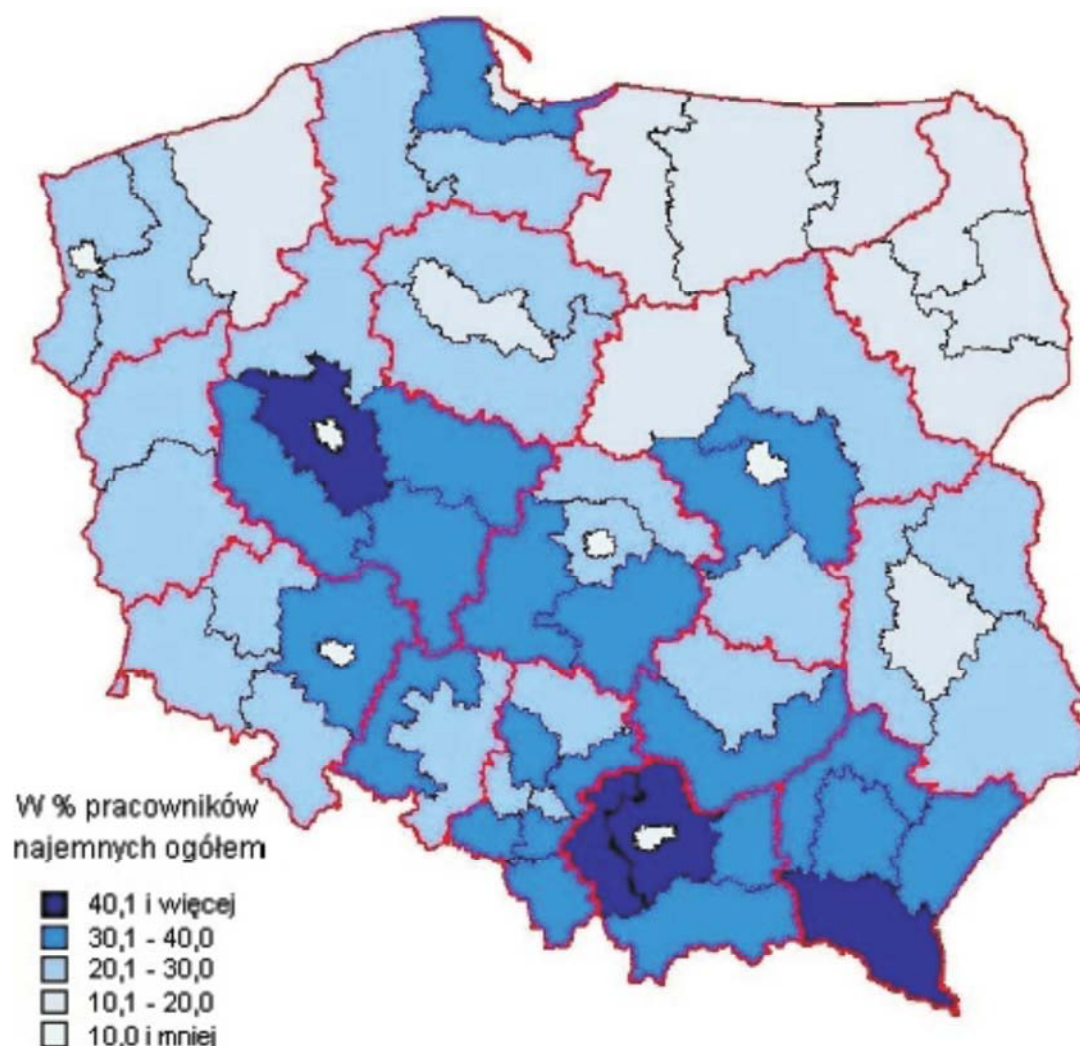 W % pracowników
najemnych ogółem
40,1 i więcej
30,1 - 40,0
20,1 - 30,0
10,1 - 20,0
10,0 i mniej